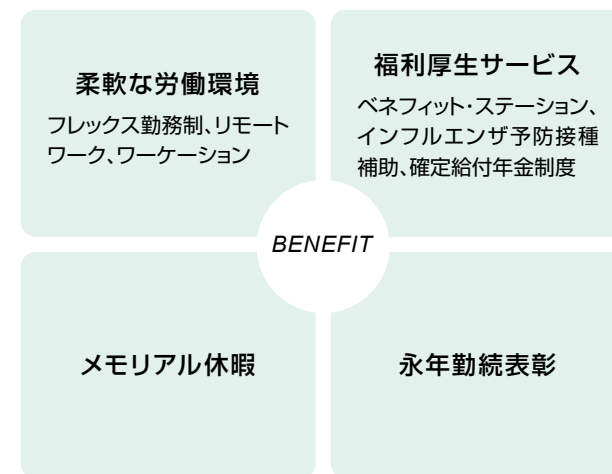 柔軟な労働環境
フレックス勤務制、リモート
ワーク、ワーケーション
福利厚生サービス
ベネフィット・ステーション、
インフルエンザ予防接種
補助、確定給付年金制度
BENEFIT
メモリアル休暇
永年勤続表彰